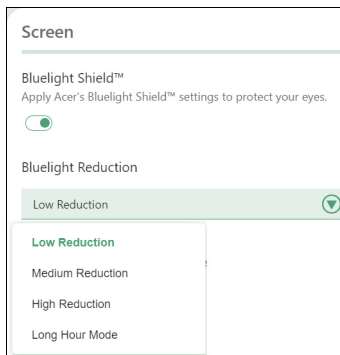 Screen
Bluelight Shield™
Apply Acer's Bluelight Shield™ settings to protect your eyes.
Bluelight Reduction
Low Reduction
Low Reduction
Medium Reduction
High Reduction
Long Hour Mode